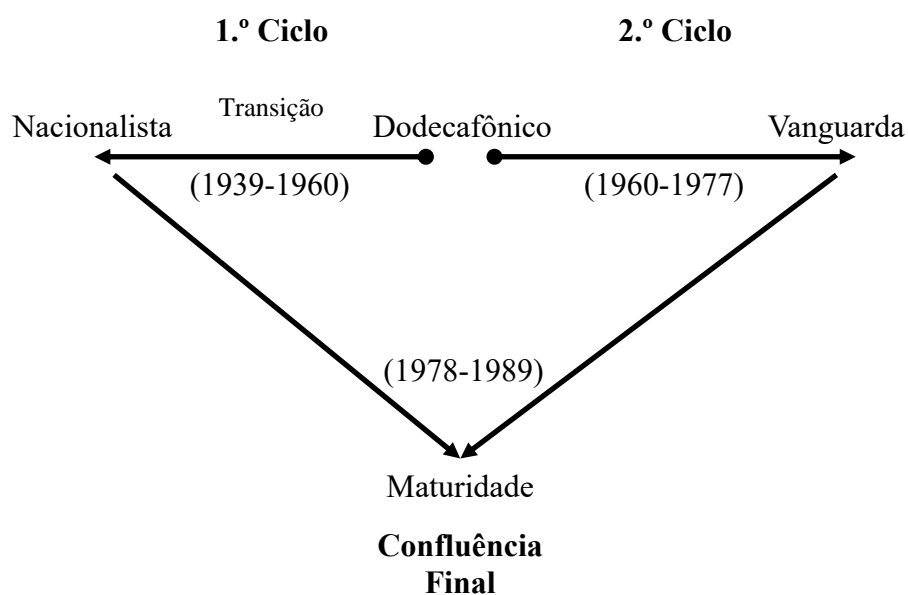 1.º Ciclo
2.º Ciclo
Transição
Nacionalista
Dodecafônico
Vanguarda
(1939-1960)
(1960-1977)
(1978-1989)
Maturidade
Confluência
Final